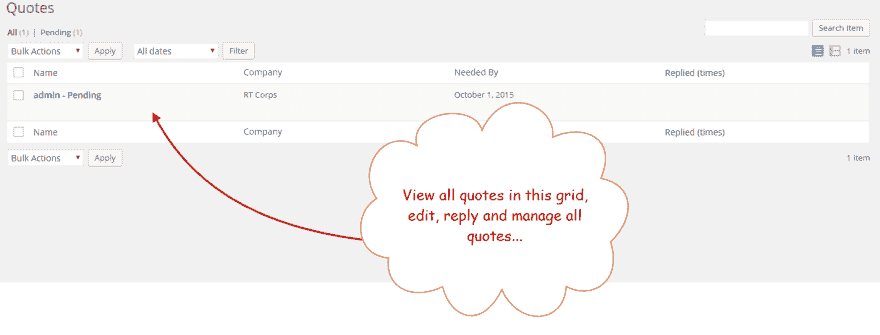 Quotes
All (1) | Pending (1)
Search Item
Bulk Actions Apply All dates Filter 1 item
Name Company Needed By Replied (times)
admin - Pending RT Corps October 1, 2015
Name Company Replied (times)
Bulk Actions Apply 1 item
View all quotes in this grid,
edit, reply and manage all
quotes...